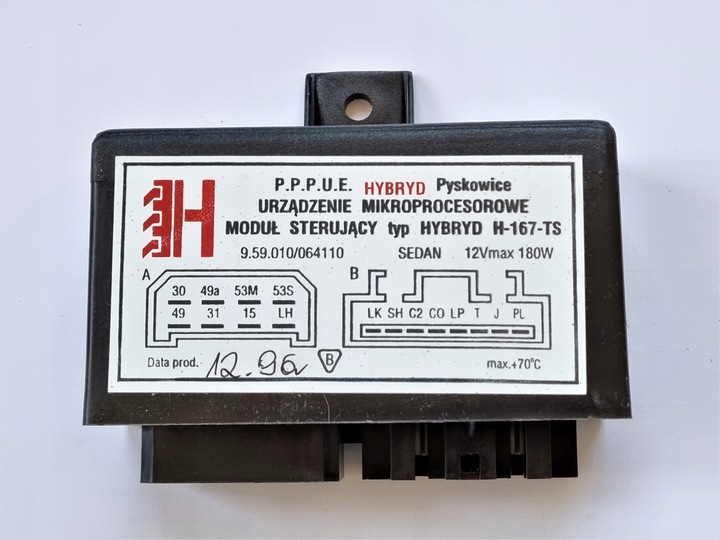 H
P.P.P.U.E. HYBRYD Pyskowice
URZĄDZENIE MIKROPROCESOROWE
MODUŁ STERUJĄCY typ HYBRYD H-167-TS
9.59.010/064110 SEDAN 12Vmax 180W
A
30 49a 53M 53S
49 31 15 LH
B
LK SH C2 CO LP T J PL
Data prod. 12.96 B
max.+70°C